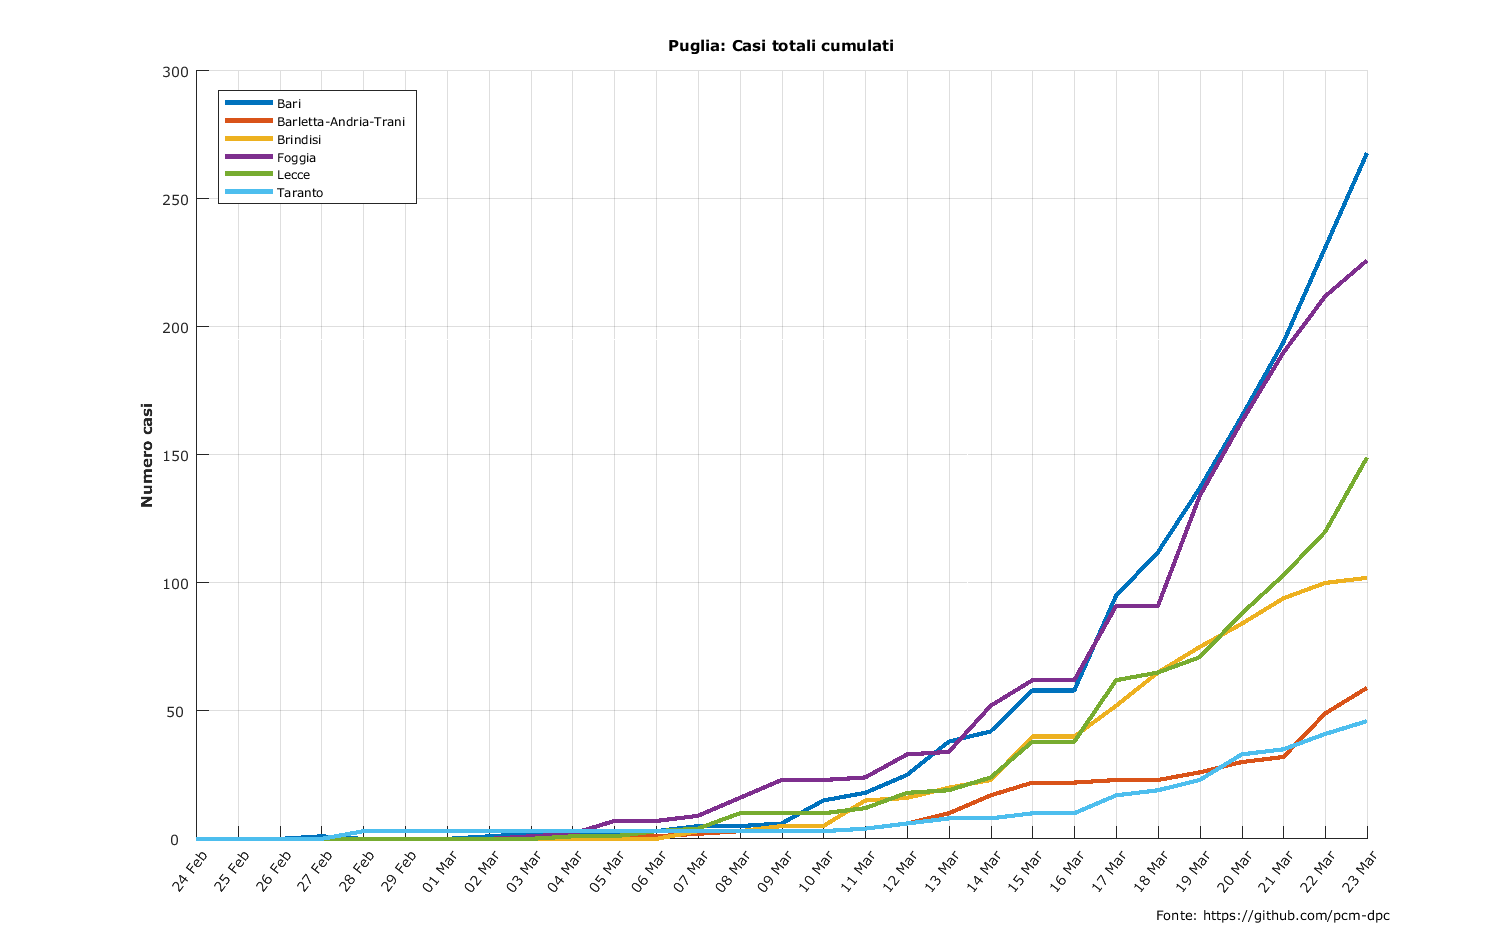 Puglia: Casi totali cumulati
300
250
200
150
100
50
0
Numero casi
Bari
Barletta-Andria-Trani
Brindisi
Foggia
Lecce
Taranto
24 Feb
25 Feb
26 Feb
27 Feb
28 Feb
29 Feb
01 Mar
02 Mar
03 Mar
04 Mar
05 Mar
06 Mar
07 Mar
08 Mar
09 Mar
10 Mar
11 Mar
12 Mar
13 Mar
14 Mar
15 Mar
16 Mar
17 Mar
18 Mar
19 Mar
20 Mar
21 Mar
22 Mar
23 Mar
Fonte: https://github.com/pcm-dpc